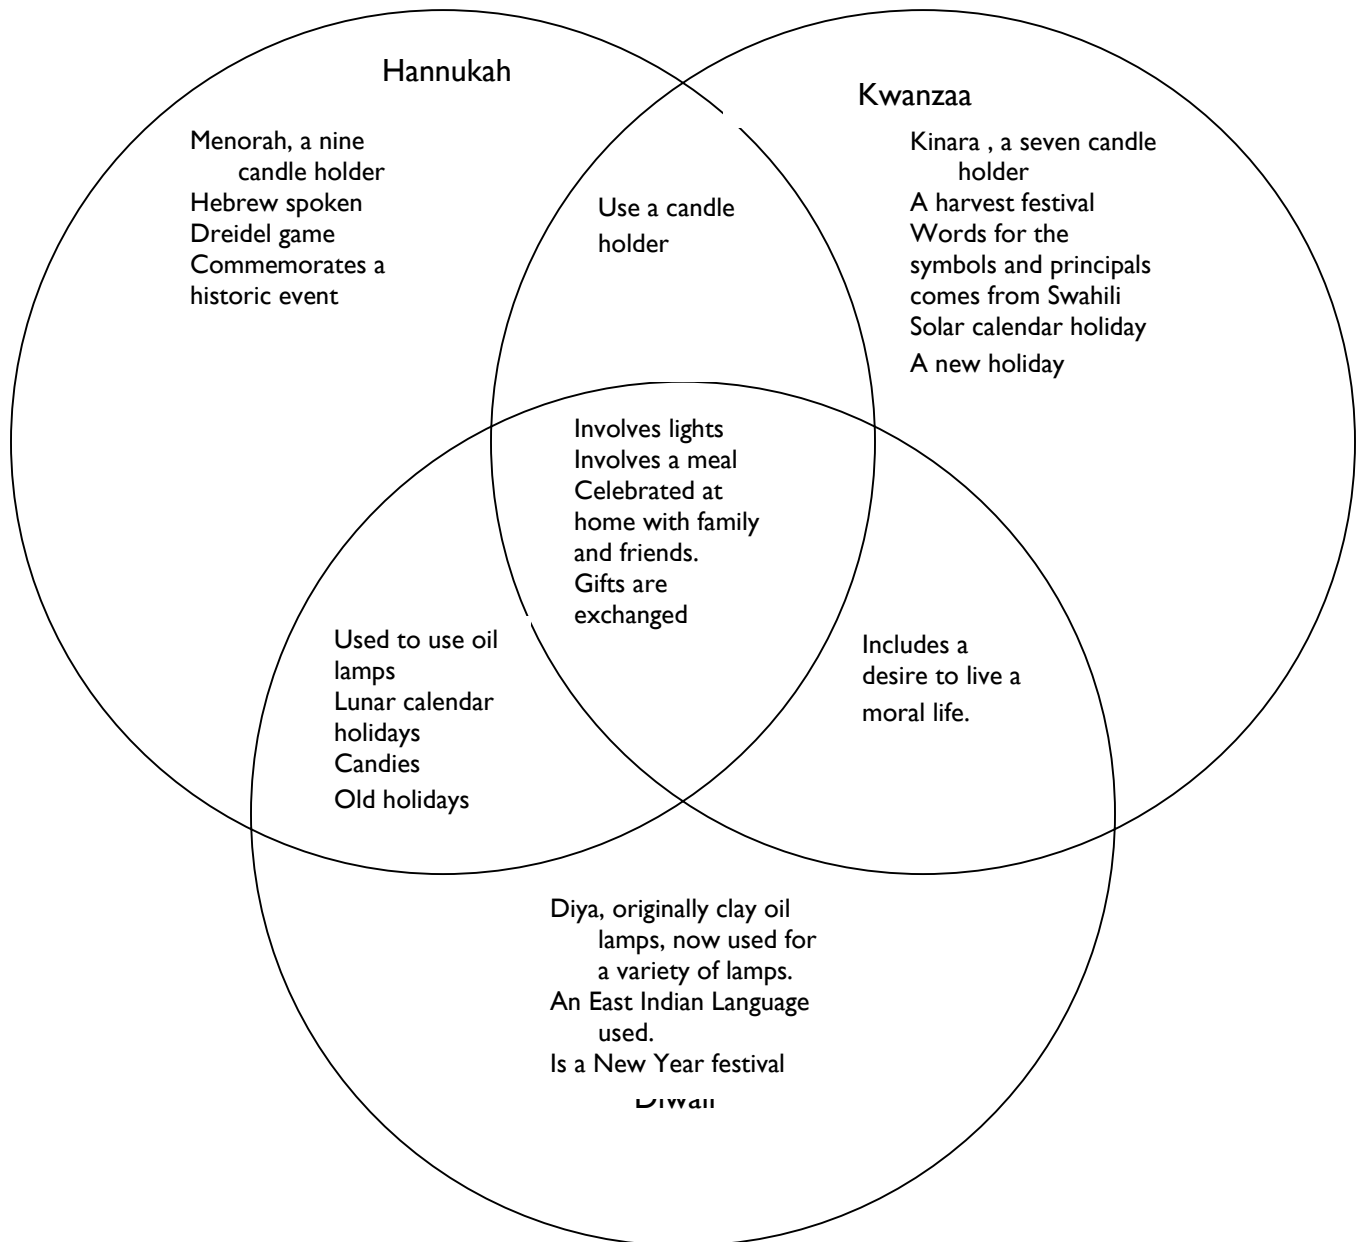 Hannukah
Menorah, a nine
candle holder
Hebrew spoken
Dreidel game
Commemorates a
historic event
Use a candle
holder
Kwanzaa
Kinara , a seven candle
holder
A harvest festival
Words for the
symbols and principals
comes from Swahili
Solar calendar holiday
A new holiday
Involves lights
Involves a meal
Celebrated at
home with family
and friends.
Gifts are
exchanged
Used to use oil
lamps
Lunar calendar
holidays
Candies
Old holidays
Includes a
desire to live a
moral life.
Diya, originally clay oil
lamps, now used for
a variety of lamps.
An East Indian Language
used.
Is a New Year festival
Diwali